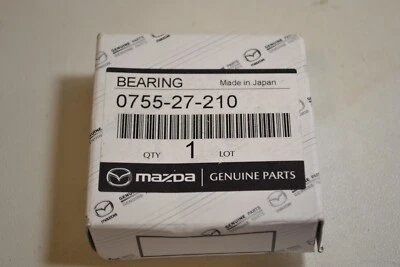 BEARING Made in Japan
0755-27-210
QTY 1 LOT
mazda GENUINE PARTS